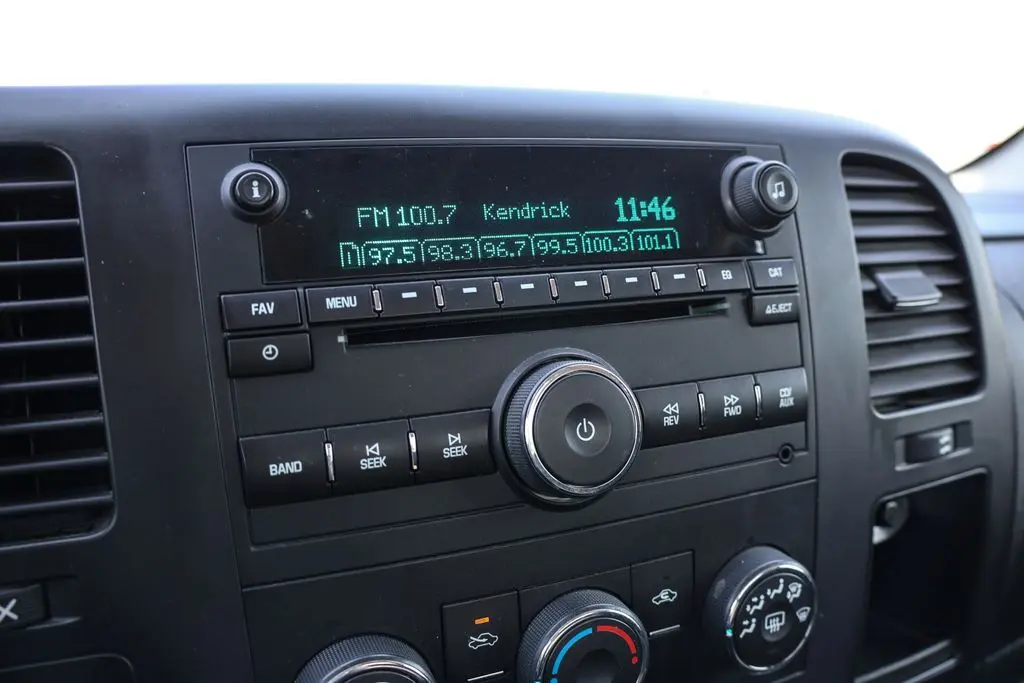 FM 100.7 Kendrick 11:46
97.5 98.3 96.7 99.5 100.3 101.1
FAV MENU EQ CAT
EJECT
BAND SEEK SEEK REV FWD CD/
AUX